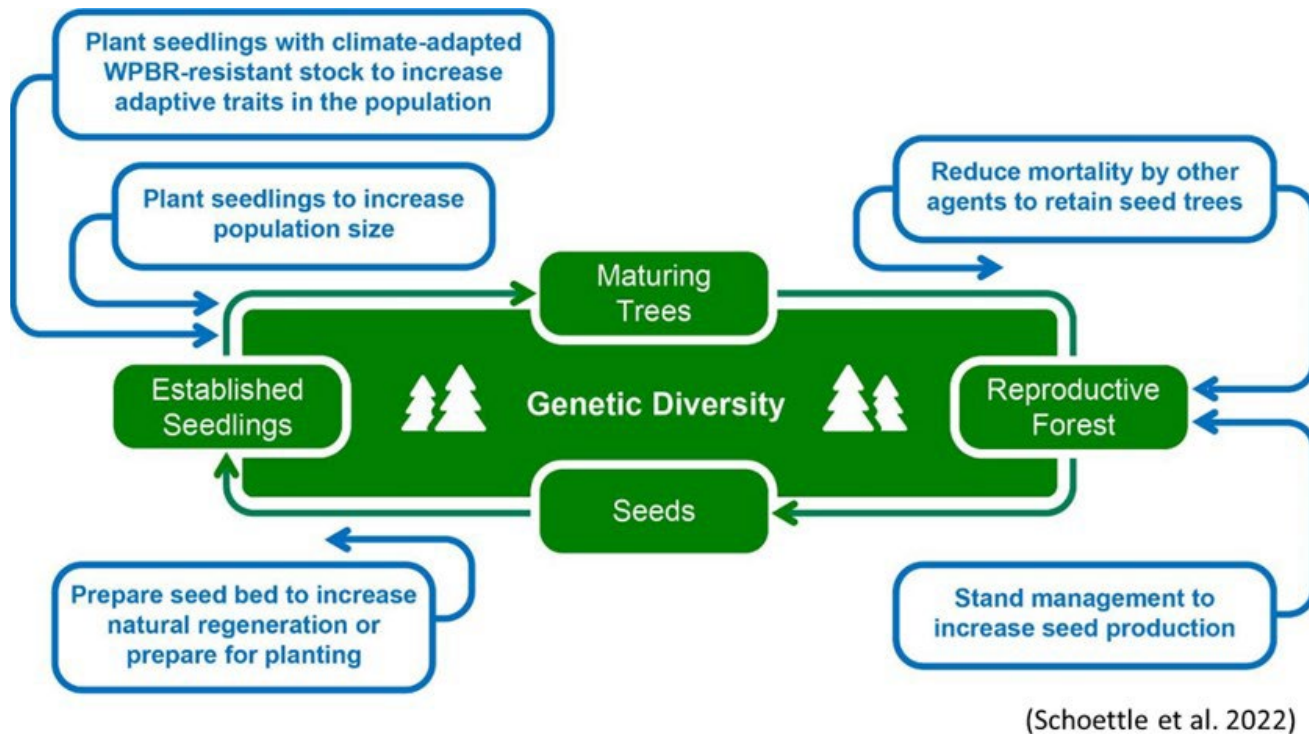 Plant seedlings with climate-adapted
WPBR-resistant stock to increase
adaptive traits in the population
Plant seedlings to increase
population size
Reduce mortality by other
agents to retain seed trees
Maturing
Trees
Established
Seedlings
Genetic Diversity
Reproductive
Forest
Seeds
Prepare seed bed to increase
natural regeneration or
prepare for planting
Stand management to
increase seed production
(Schoettle et al. 2022)